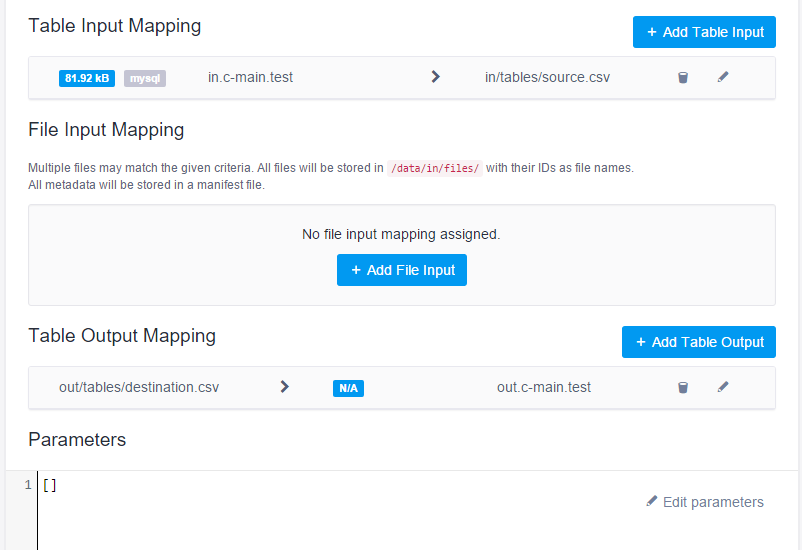 Table Input Mapping
+ Add Table Input
81.92 kB mysql in.c-main.test > in/tables/source.csv
File Input Mapping
Multiple files may match the given criteria. All files will be stored in /data/in/files/ with their IDs as file names.
All metadata will be stored in a manifest file.
No file input mapping assigned.
+ Add File Input
Table Output Mapping
+ Add Table Output
out/tables/destination.csv > N/A out.c-main.test
Parameters
1 []
Edit parameters